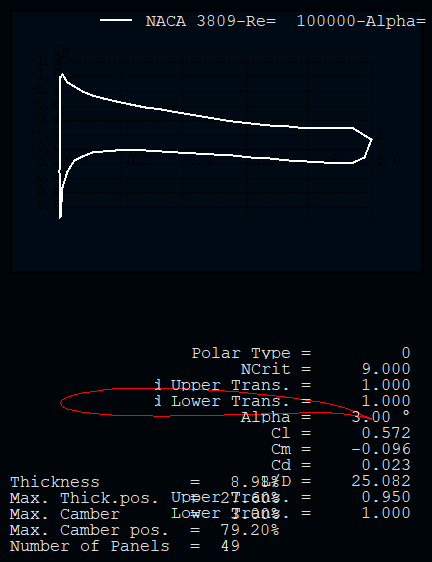 NACA 3809-Re= 100000-Alpha=
Polar Type = 0
NCrit = 9.000
Upper Trans. = 1.000
Lower Trans. = 1.000
Alpha = 3.00 °
Cl = 0.572
Cm = -0.096
Cd = 0.023
L/D = 25.082
Upper Trans. = 0.950
Lower Trans. = 1.000
Thickness = 8.98%
Max. Thick.pos. = 27.60%
Max. Camber = 3.60%
Max. Camber pos. = 79.20%
Number of Panels = 49